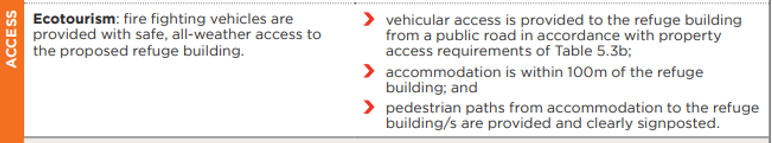 ACCESS
Ecotourism: fire fighting vehicles are
provided with safe, all-weather access to
the proposed refuge building.
vehicular access is provided to the refuge building
from a public road in accordance with property
access requirements of Table 5.3b;
accommodation is within 100m of the refuge
building; and
pedestrian paths from accommodation to the refuge
building/s are provided and clearly signposted.